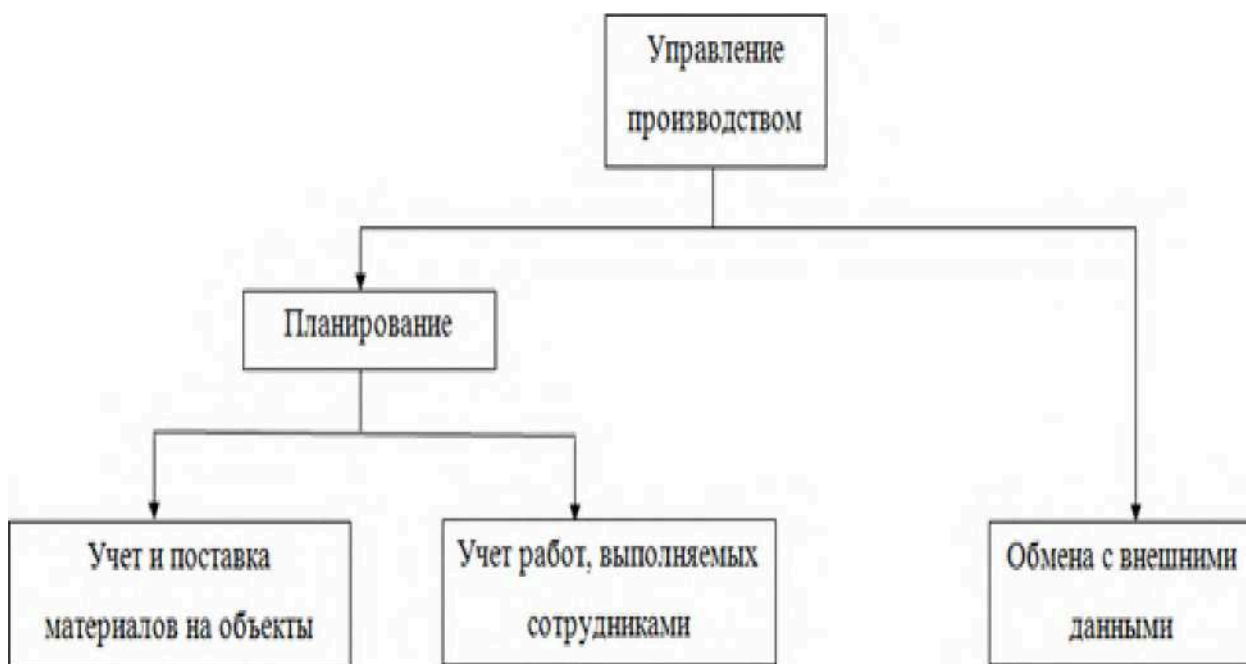 Управление
производством
Планирование
Учет и поставка
материалов на объекты
Учет работ, выполняемых
сотрудниками
Обмена с внешними
данными